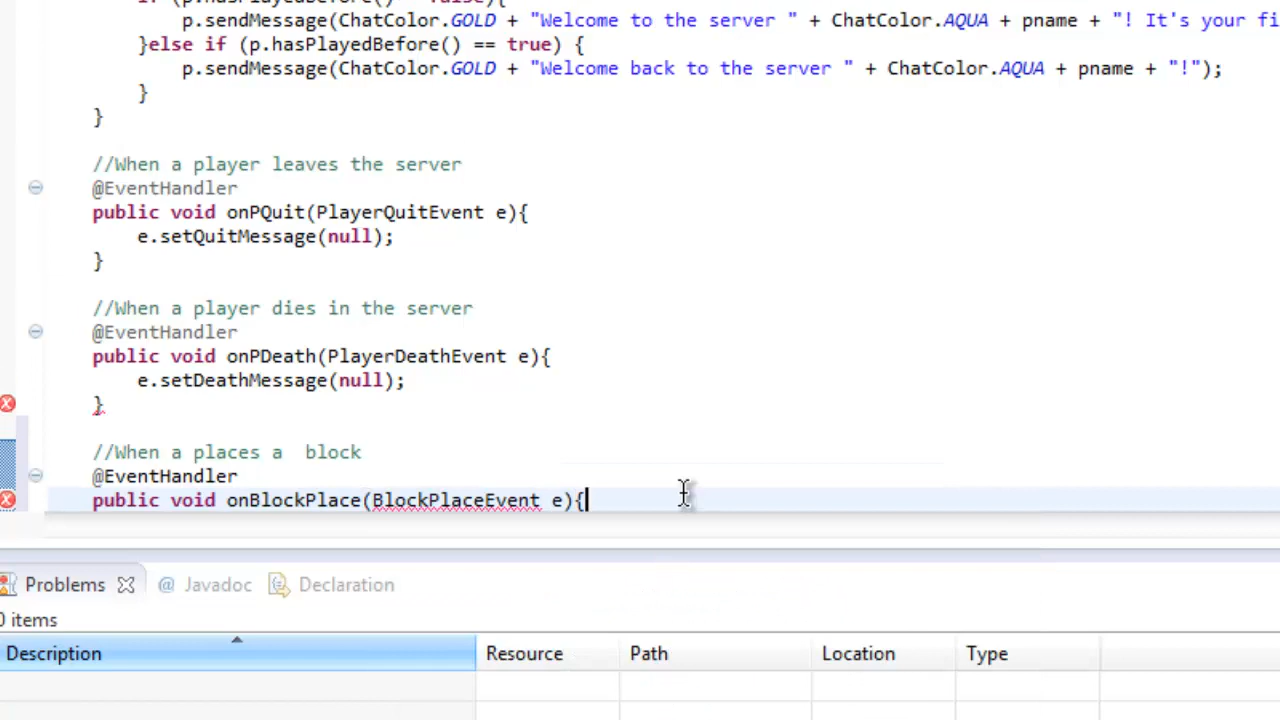 p.sendMessage(ChatColor.GOLD + "Welcome to the server " + ChatColor.AQUA + pname + "! It's your fi
}else if (p.hasPlayedBefore() == true) {
p.sendMessage(ChatColor.GOLD + "Welcome back to the server " + ChatColor.AQUA + pname + "!");
}
}
//When a player leaves the server
@EventHandler
public void onPQuit(PlayerQuitEvent e){
e.setQuitMessage(null);
}
//When a player dies in the server
@EventHandler
public void onPDeath(PlayerDeathEvent e){
e.setDeathMessage(null);
}
//When a places a  block
@EventHandler
public void onBlockPlace(BlockPlaceEvent e){
Problems @ Javadoc Declaration
0 items
Description Resource Path Location Type